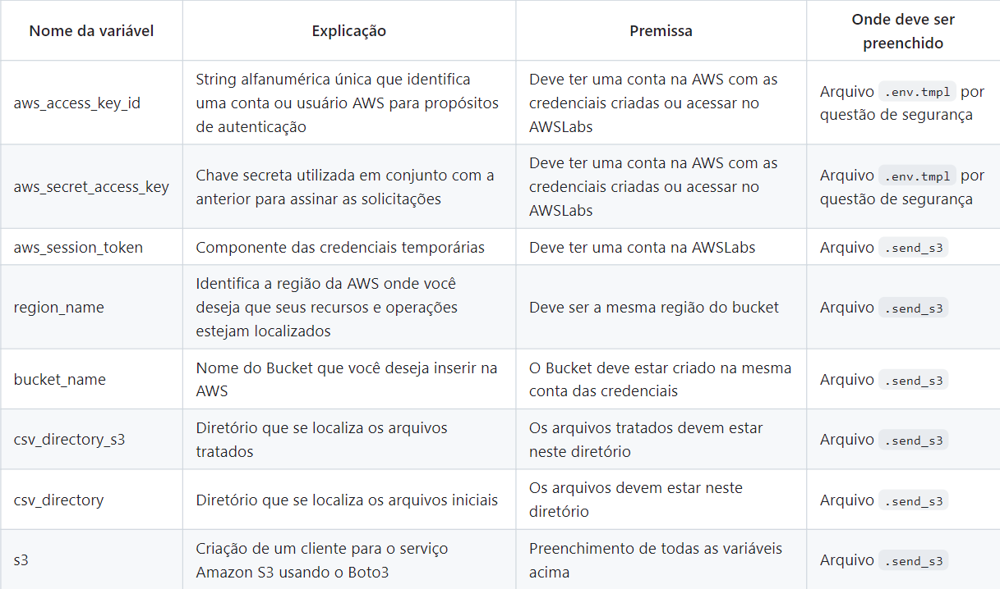 Nome da variável
Explicação
Premissa
Onde deve ser
preenchido
aws_access_key_id
String alfanumérica única que identifica
uma conta ou usuário AWS para propósitos
de autenticação
Deve ter uma conta na AWS com as
credenciais criadas ou acessar no
AWSLabs
Arquivo .env.tmpl por
questão de segurança
aws_secret_access_key
Chave secreta utilizada em conjunto com a
anterior para assinar as solicitações
Deve ter uma conta na AWS com as
credenciais criadas ou acessar no
AWSLabs
Arquivo .env.tmpl por
questão de segurança
aws_session_token
Componente das credenciais temporárias
Deve ter uma conta na AWSLabs
Arquivo .send_s3
region_name
Identifica a região da AWS onde você
deseja que seus recursos e operações
estejam localizados
Deve ser a mesma região do bucket
Arquivo .send_s3
bucket_name
Nome do Bucket que você deseja inserir na
AWS
O Bucket deve estar criado na mesma
conta das credenciais
Arquivo .send_s3
csv_directory_s3
Diretório que se localiza os arquivos
tratados
Os arquivos tratados devem estar
neste diretório
Arquivo .send_s3
csv_directory
Diretório que se localiza os arquivos iniciais
Os arquivos devem estar neste
diretório
Arquivo .send_s3
s3
Criação de um cliente para o serviço
Amazon S3 usando o Boto3
Preenchimento de todas as variáveis
acima
Arquivo .send_s3